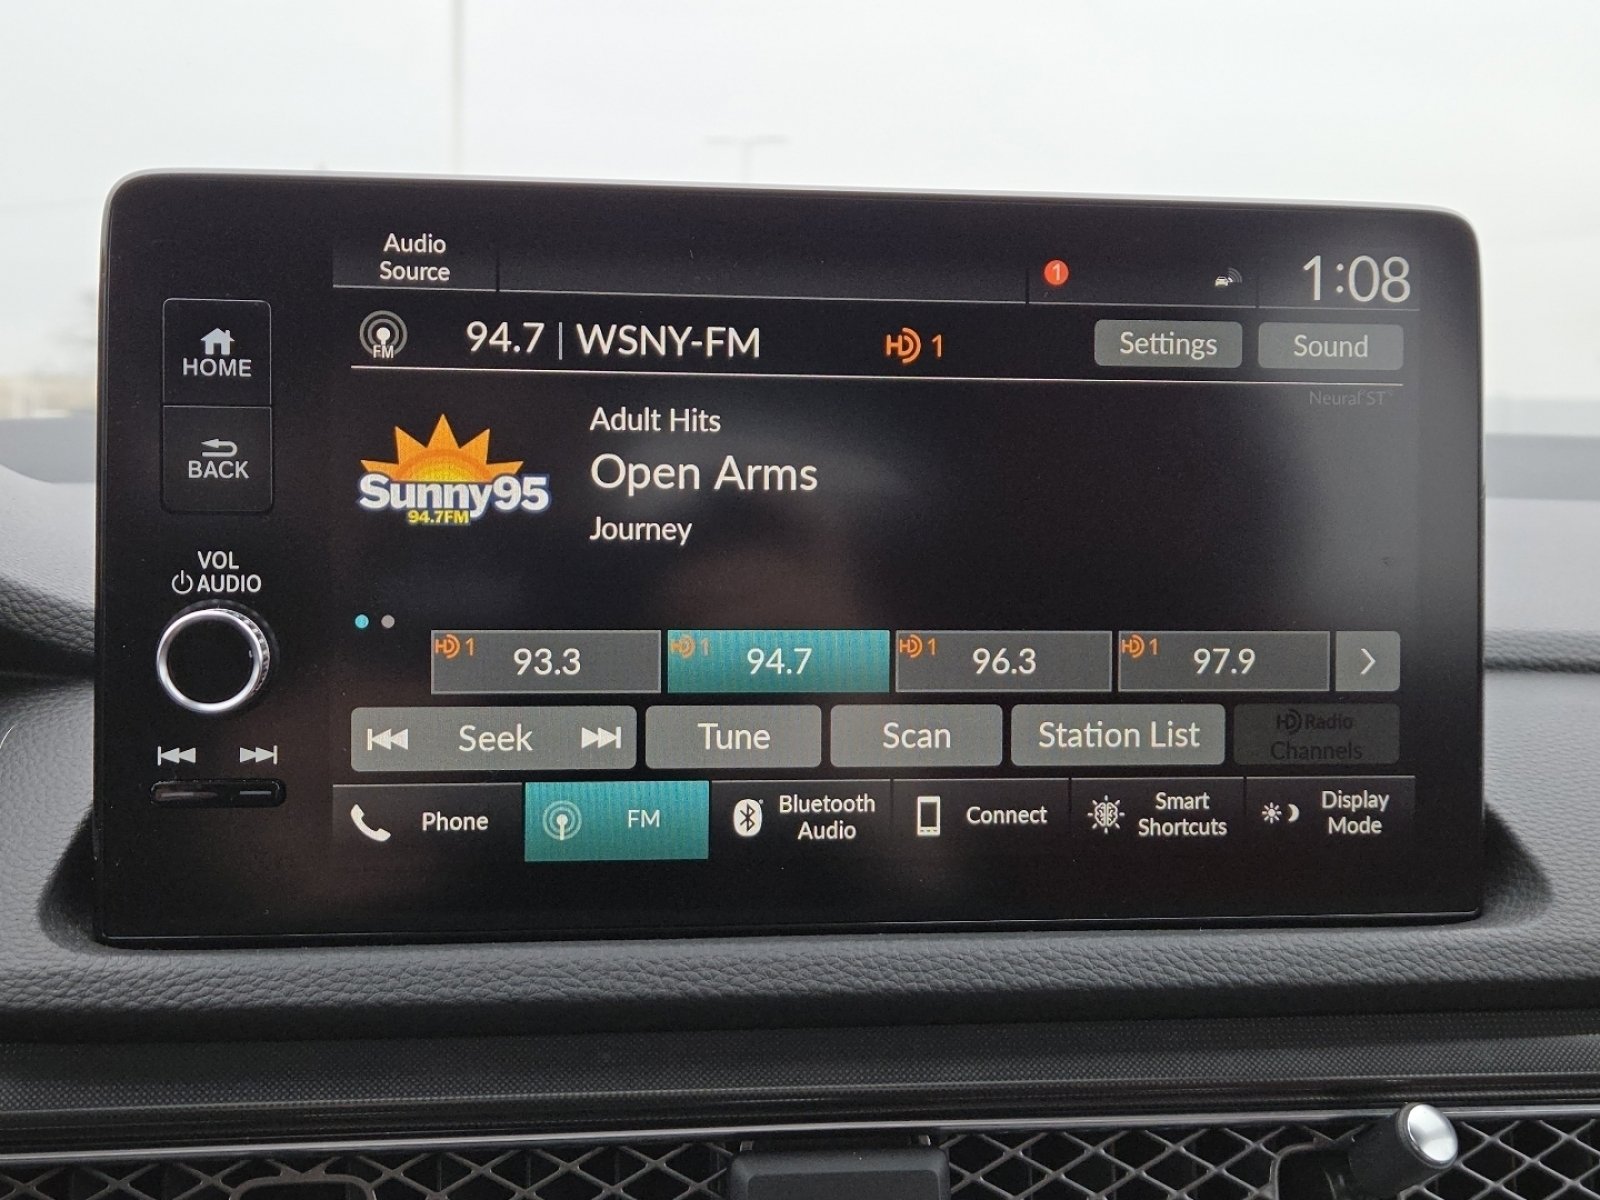 Audio
Source
1
1:08
HOME
FM
94.7 | WSNY-FM
HD 1
Settings
Sound
Neural ST
BACK
Sunny95
94.7FM
Adult Hits
Open Arms
Journey
VOL
AUDIO
HD 1
93.3
HD 1
94.7
HD 1
96.3
HD 1
97.9
Seek
Tune
Scan
Station List
HD Radio
Channels
Phone
FM
Bluetooth
Audio
Connect
Smart
Shortcuts
Display
Mode